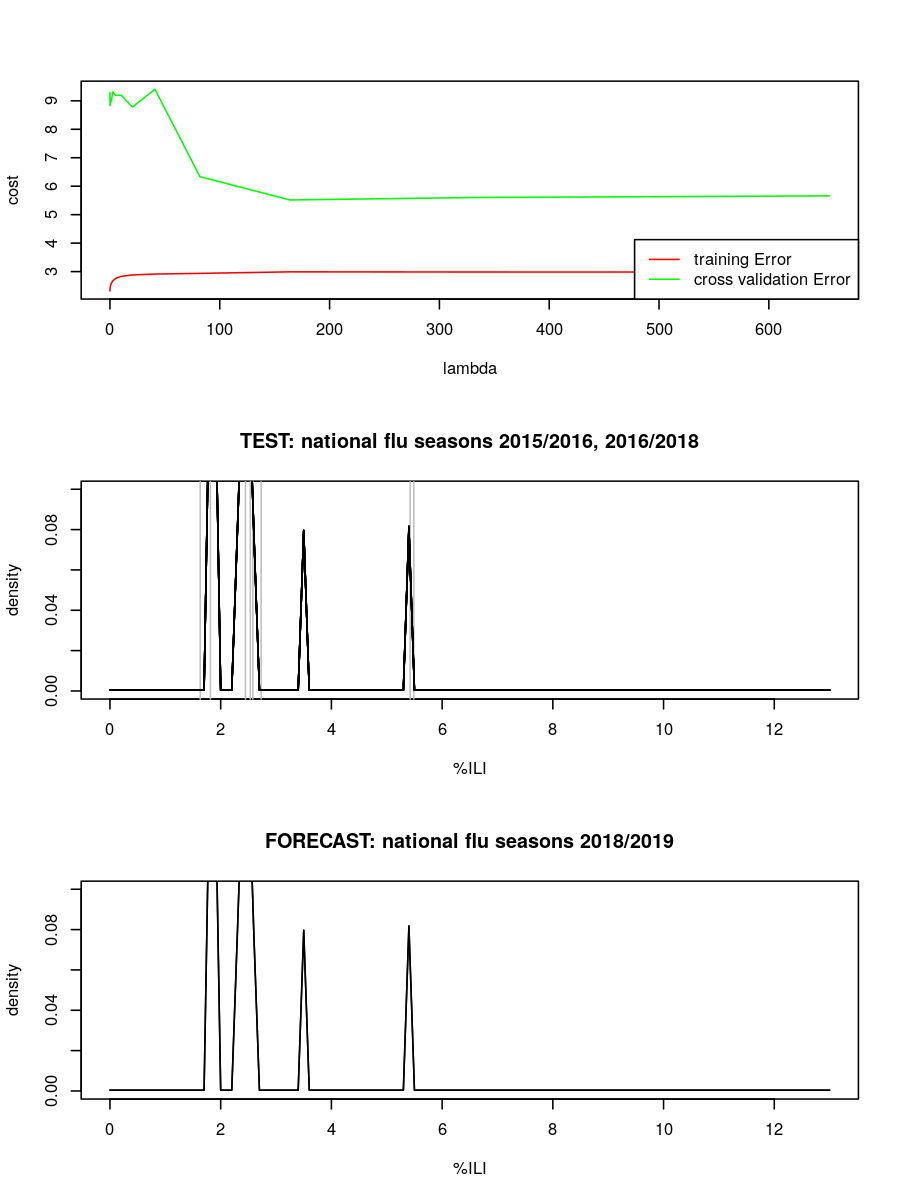 9
8
7
6
5
4
3
cost
training Error
cross validation Error
0 100 200 300 400 500 600
lambda
TEST: national flu seasons 2015/2016, 2016/2018
0.08
0.04
0.00
density
0 2 4 6 8 10 12
%ILI
FORECAST: national flu seasons 2018/2019
0.08
0.04
0.00
density
0 2 4 6 8 10 12
%ILI